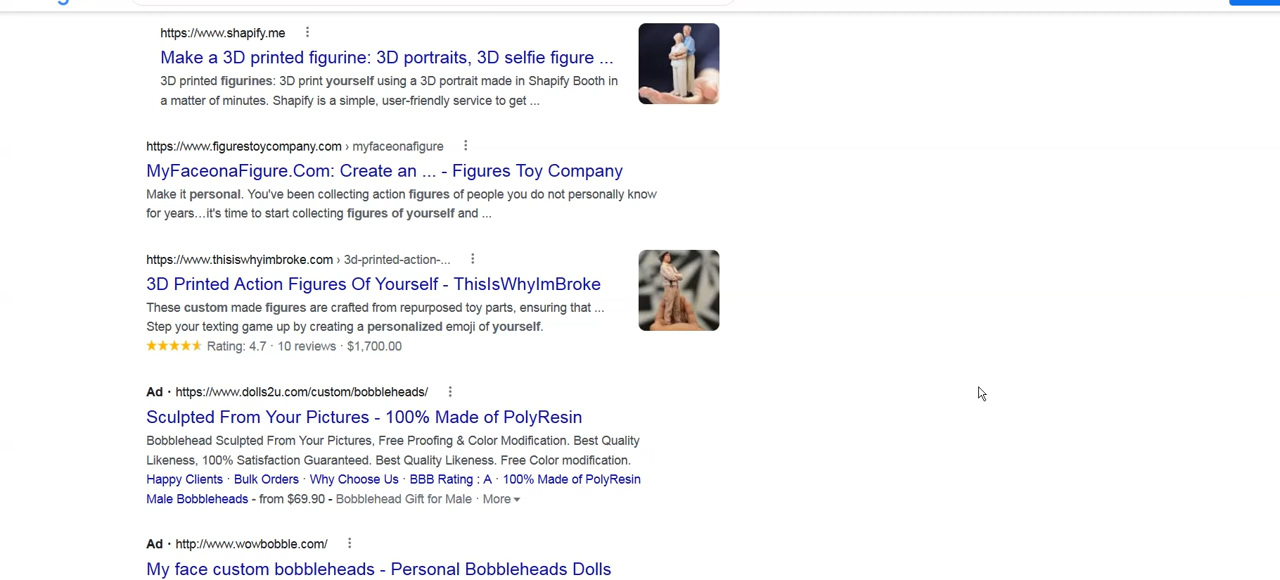 https://www.shapify.me
Make a 3D printed figurine: 3D portraits, 3D selfie figure ...
3D printed figurines: 3D print yourself using a 3D portrait made in Shapify Booth in
a matter of minutes. Shapify is a simple, user-friendly service to get ...
https://www.figurestoycompany.com › myfaceonafigure
MyFaceonaFigure.Com: Create an ... - Figures Toy Company
Make it personal. You've been collecting action figures of people you do not personally know
for years…it's time to start collecting figures of yourself and ...
https://www.thisiswhyimbroke.com › 3d-printed-action-...
3D Printed Action Figures Of Yourself - ThisIsWhyImBroke
These custom made figures are crafted from repurposed toy parts, ensuring that ...
Step your texting game up by creating a personalized emoji of yourself.
Rating: 4.7 · 10 reviews · $1,700.00
Ad · https://www.dolls2u.com/custom/bobbleheads/
Sculpted From Your Pictures - 100% Made of PolyResin
Bobblehead Sculpted From Your Pictures, Free Proofing & Color Modification. Best Quality
Likeness, 100% Satisfaction Guaranteed. Best Quality Likeness. Free Color modification.
Happy Clients · Bulk Orders · Why Choose Us · BBB Rating : A · 100% Made of PolyResin
Male Bobbleheads - from $69.90 - Bobblehead Gift for Male · More
Ad · http://www.wowbobble.com/
My face custom bobbleheads - Personal Bobbleheads Dolls